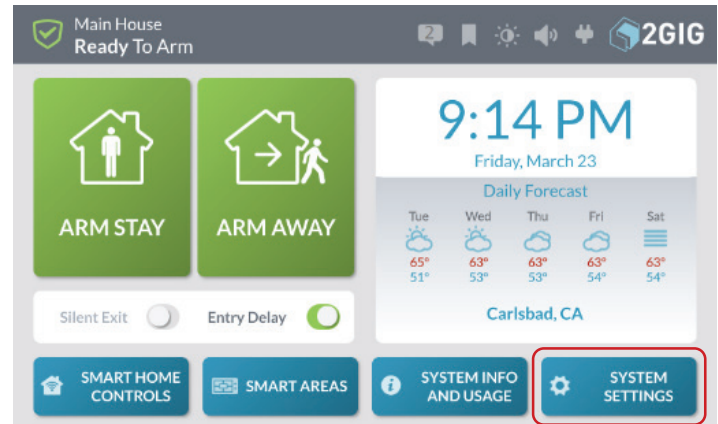 Main House
Ready To Arm
2
2GIG
ARM STAY
ARM AWAY
Silent Exit
Entry Delay
9:14 PM
Friday, March 23
Daily Forecast
Tue Wed Thu Fri Sat
65° 63° 63° 63° 63°
51° 53° 53° 54° 54°
Carlsbad, CA
SMART HOME
CONTROLS
SMART AREAS
SYSTEM INFO
AND USAGE
SYSTEM
SETTINGS